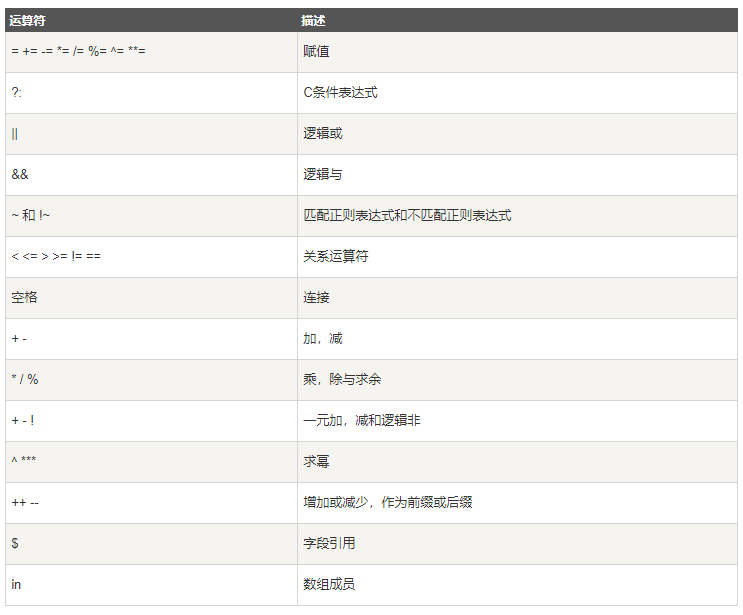 运算符 描述
= += -= *= /= %= ^= **= 赋值
?: C条件表达式
|| 逻辑或
&& 逻辑与
~ 和 !~ 匹配正则表达式和不匹配正则表达式
< <= > >= != == 关系运算符
空格 连接
+ - 加，减
* / % 乘，除与求余
+ - ! 一元加，减和逻辑非
^ *** 求幂
++ -- 增加或减少，作为前缀或后缀
$ 字段引用
in 数组成员